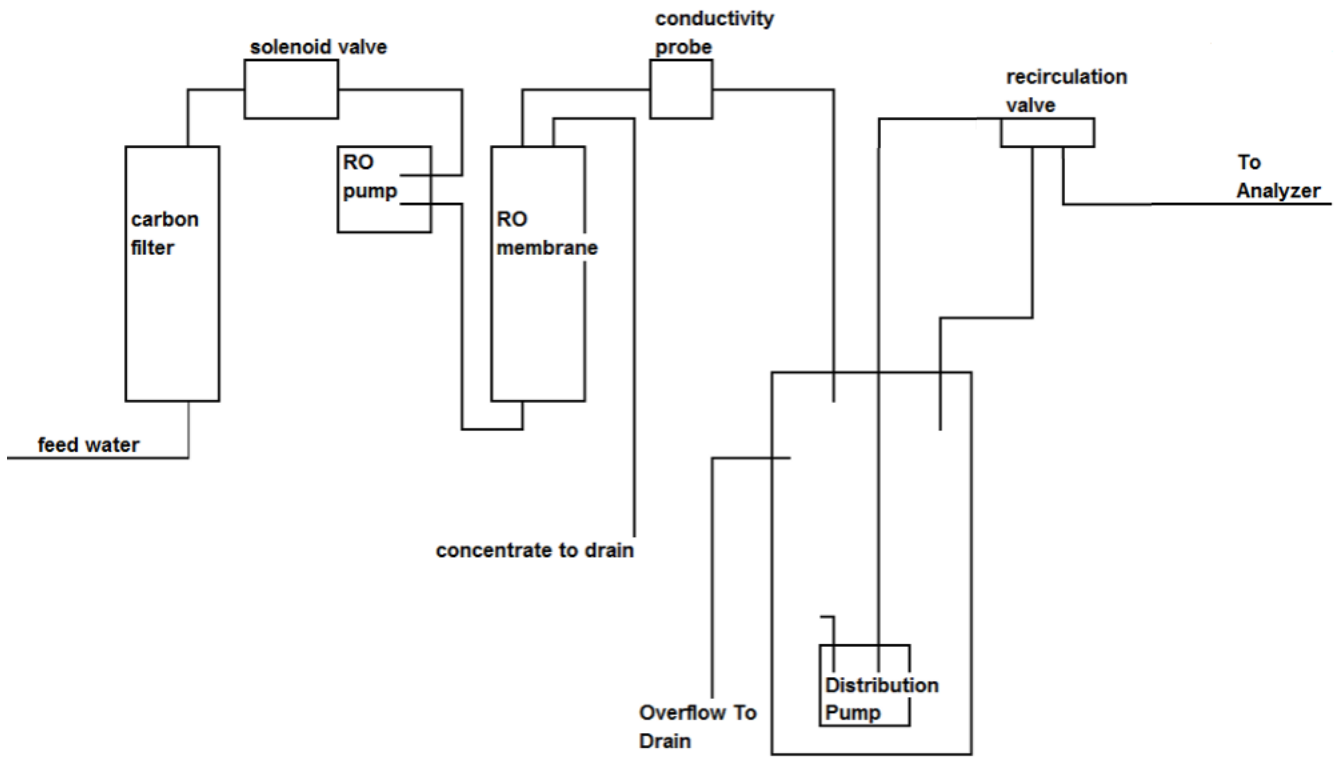 conductivity
probe
solenoid valve
recirculation
valve
RO
pump
To
Analyzer
carbon
filter
RO
membrane
feed water
concentrate to drain
Distribution
Pump
Overflow To
Drain